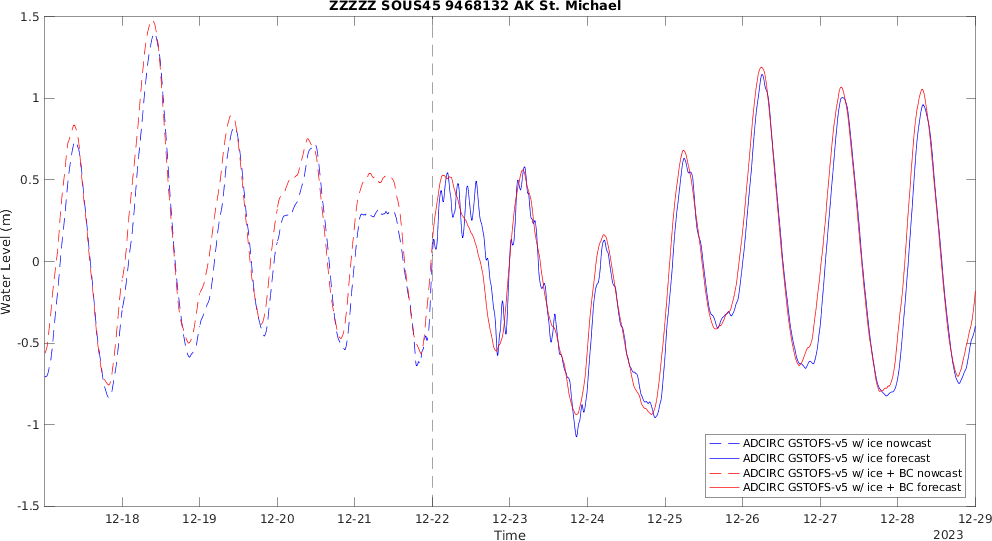 ZZZZZ SOUS45 9468132 AK St. Michael
Water Level (m)
1.5
1
0.5
0
-0.5
-1
-1.5
12-18
12-19
12-20
12-21
12-22
12-23
12-24
12-25
12-26
12-27
12-28
12-29
2023
Time
ADCIRC GSTOFS-v5 w/ ice nowcast
ADCIRC GSTOFS-v5 w/ ice forecast
ADCIRC GSTOFS-v5 w/ ice + BC nowcast
ADCIRC GSTOFS-v5 w/ ice + BC forecast